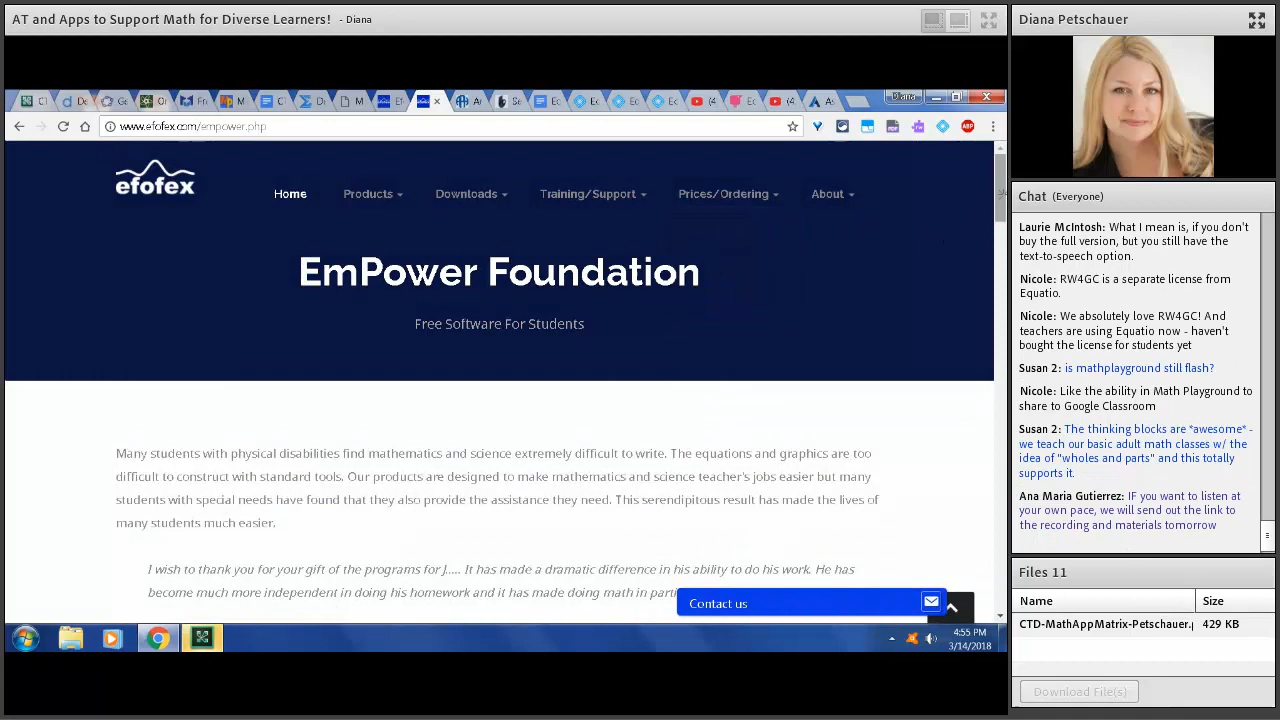 AT and Apps to Support Math for Diverse Learners! - Diana
Diana
www.efofex.com/empower.php
ABP
efofex
Home Products Downloads Training/Support Prices/Ordering About
EmPower Foundation
Free Software For Students
Many students with physical disabilities find mathematics and science extremely difficult to write. The equations and graphics are too
difficult to construct with standard tools. Our products are designed to make mathematics and science teacher's jobs easier but many
students with special needs have found that they also provide the assistance they need. This serendipitous result has made the lives of
many students much easier.
I wish to thank you for your gift of the programs for J..... It has made a dramatic difference in his ability to do his work. He has
become much more independent in doing his homework and it has made doing math in
Contact us
4:55 PM
3/14/2018
Diana Petschauer
Chat (Everyone)
Laurie McIntosh: What I mean is, if you don't
buy the full version, but you still have the
text-to-speech option.
Nicole: RW4GC is a separate license from
Equatio.
Nicole: We absolutely love RW4GC! And
teachers are using Equatio now - haven't
bought the license for students yet
Susan 2: is mathplayground still flash?
Nicole: Like the ability in Math Playground to
share to Google Classroom
Susan 2: The thinking blocks are *awesome* -
we teach our basic adult math classes w/ the
idea of "wholes and parts" and this totally
supports it.
Ana Maria Gutierrez: IF you want to listen at
your own pace, we will send out the link to
the recording and materials tomorrow
Files 11
Name Size
CTD-MathAppMatrix-Petschauer.p 429 KB
Download File(s)